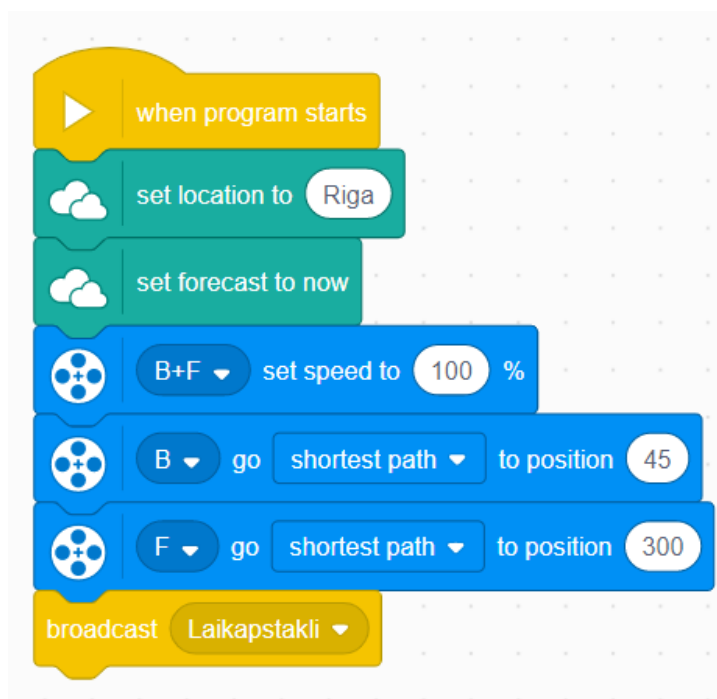 when program starts
set location to Riga
set forecast to now
B+F set speed to 100 %
B go shortest path to position 45
F go shortest path to position 300
broadcast Laikapstakli